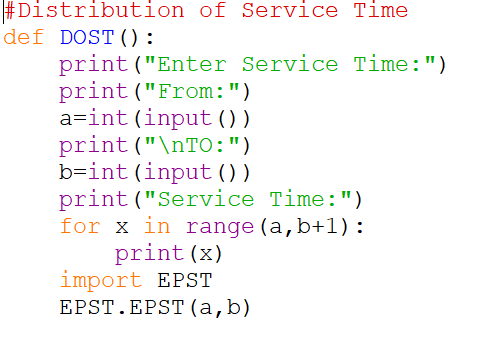 #Distribution of Service Time
def DOST():
    print("Enter Service Time:")
    print("From:")
    a=int(input())
    print("\nTO:")
    b=int(input())
    print("Service Time:")
    for x in range(a,b+1):
        print(x)
    import EPST
    EPST.EPST(a,b)